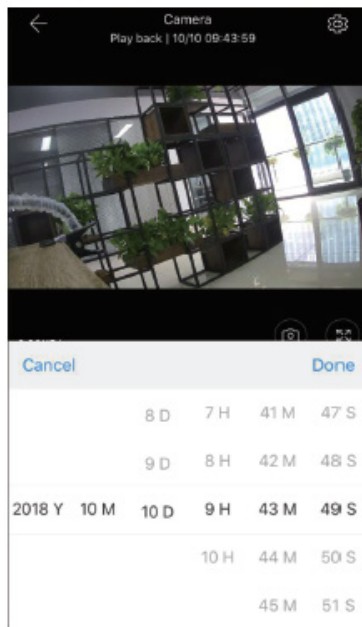 Camera
Play back | 10/10 09:43:59
Cancel Done
8 D 7 H 41 M 47 S
9 D 8 H 42 M 48 S
2018 Y 10 M 10 D 9 H 43 M 49 S
10 H 44 M 50 S
45 M 51 S